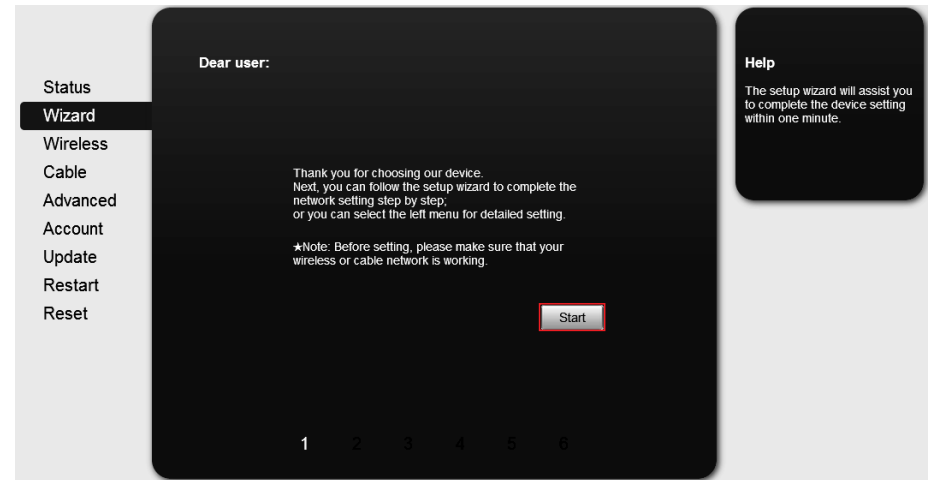 Status
Wizard
Wireless
Cable
Advanced
Account
Update
Restart
Reset
Dear user:
Thank you for choosing our device.
Next, you can follow the setup wizard to complete the
network setting step by step;
or you can select the left menu for detailed setting.
★Note: Before setting, please make sure that your
wireless or cable network is working.
Start
1 2 3 4 5 6
Help
The setup wizard will assist you
to complete the device setting
within one minute.